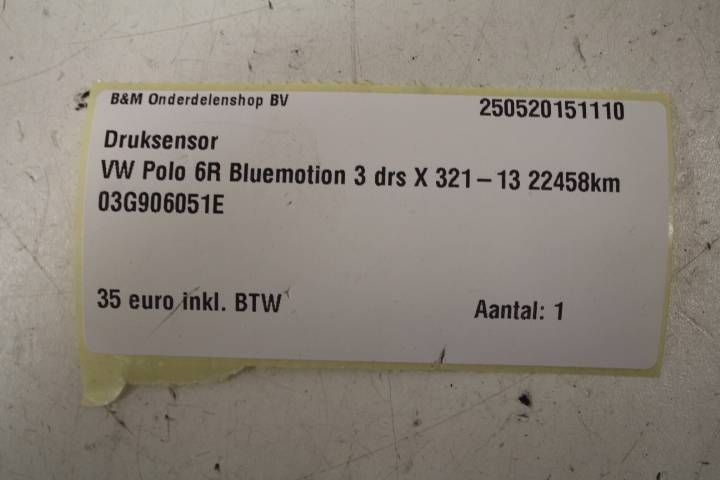 B&M Onderdelenshop BV
250520151110
Druksensor
VW Polo 6R Bluemotion 3 drs X 321-13 22458km
03G906051E
35 euro inkl. BTW
Aantal: 1